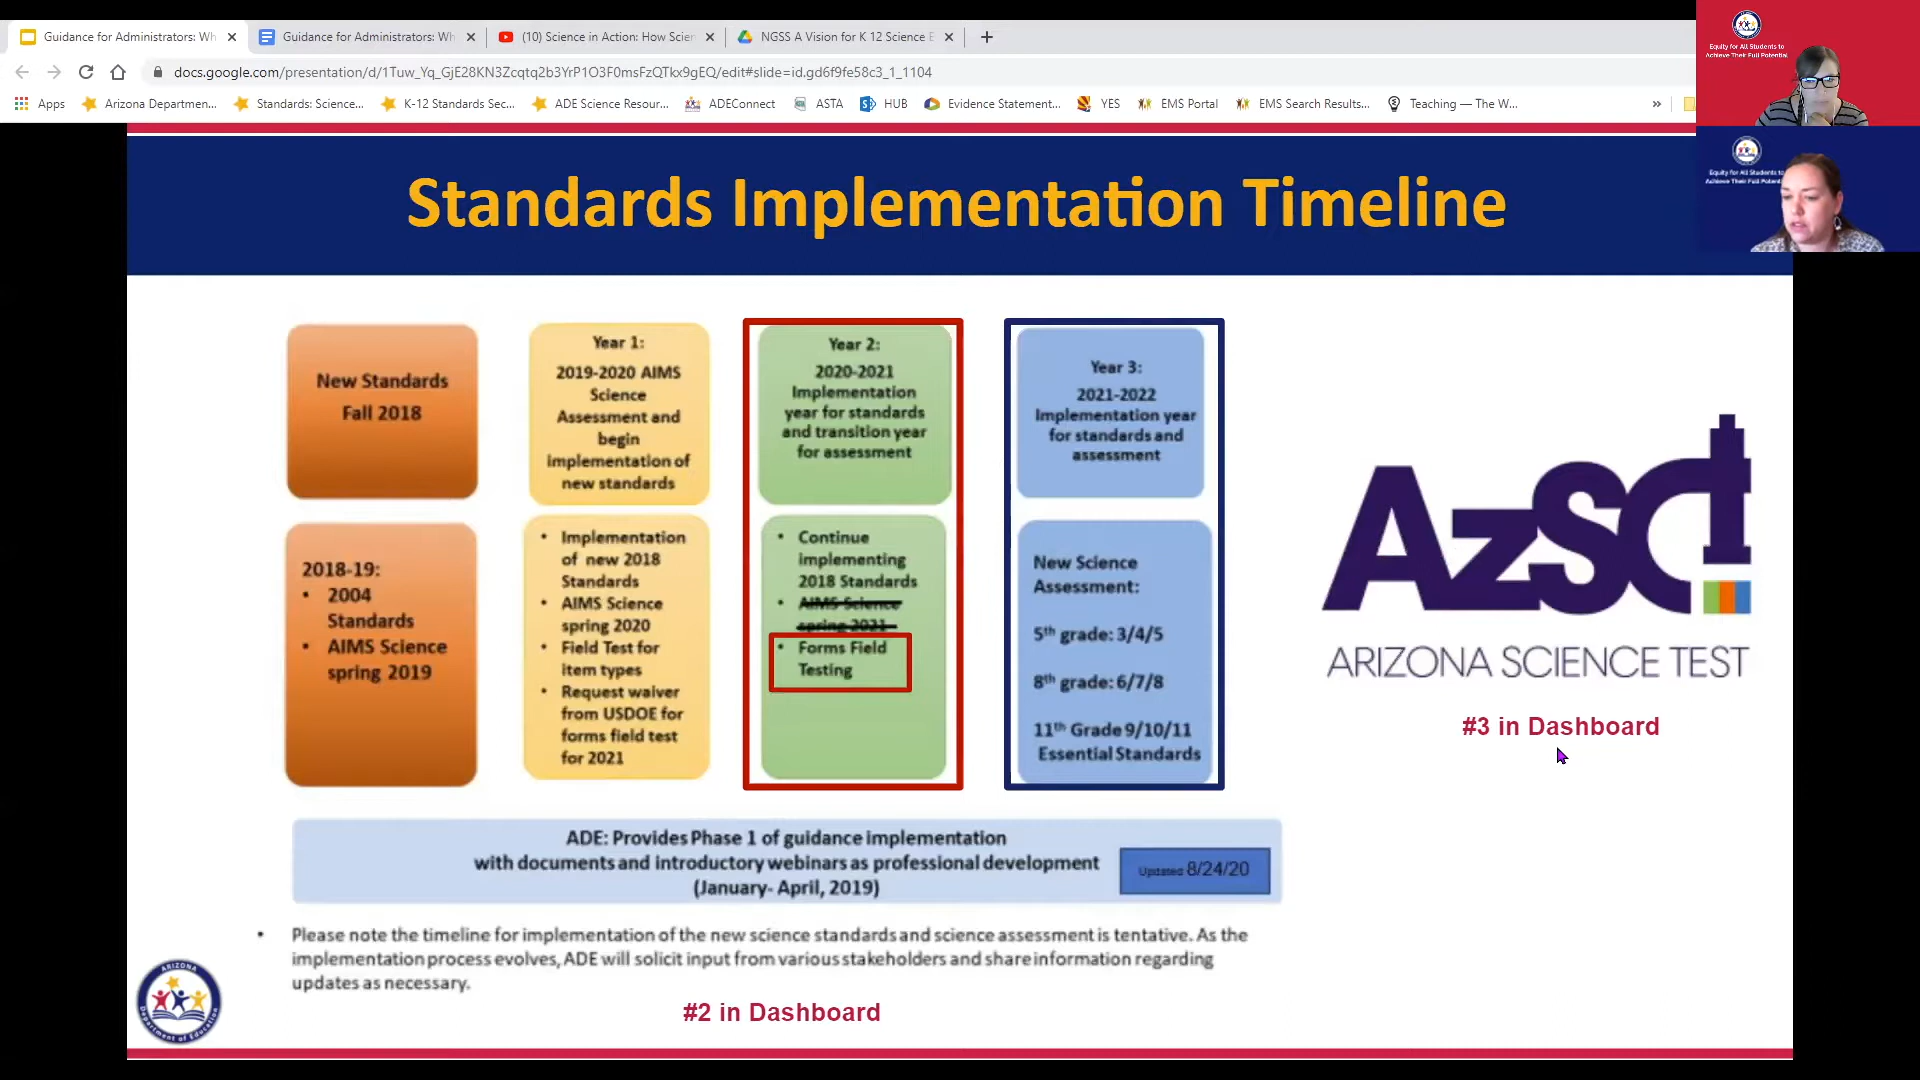 Guidance for Administrators: Wh
Guidance for Administrators: Wh
(10) Science in Action: How Scien
NGSS A Vision for K 12 Science E
docs.google.com/presentation/d/1Tuw_Yq_GjE28KN3Zcqtq2b3YrP1O3F0msFzQTkx9gEQ/edit#slide=id.gd6f9fe58c3_1_1104
Apps
Arizona Departmen...
Standards: Science...
K-12 Standards Sec...
ADE Science Resour...
ADEConnect
ASTA
HUB
Evidence Statement...
YES
EMS Portal
EMS Search Results...
Teaching — The W...
»
Equity for All Students to
Achieve Their Full Potential
Equity for All Students to
Achieve Their Full Potential
Standards Implementation Timeline
New Standards
Fall 2018
2018-19:
• 2004
Standards
• AIMS Science
spring 2019
Year 1:
2019-2020 AIMS
Science
Assessment and
begin
implementation of
new standards
• Implementation
of new 2018
Standards
• AIMS Science
spring 2020
• Field Test for
item types
• Request waiver
from USDOE for
forms field test
for 2021
Year 2:
2020-2021
Implementation
year for standards
and transition year
for assessment
• Continue
implementing
2018 Standards
• AIMS Science
spring 2021
• Forms Field
Testing
Year 3:
2021-2022
Implementation year
for standards and
assessment
New Science
Assessment:
5th grade: 3/4/5
8th grade: 6/7/8
11th Grade 9/10/11
Essential Standards
AzSCI
ARIZONA SCIENCE TEST
#3 in Dashboard
ADE: Provides Phase 1 of guidance implementation
with documents and introductory webinars as professional development
(January- April, 2019)
Updated 8/24/20
• Please note the timeline for implementation of the new science standards and science assessment is tentative. As the
implementation process evolves, ADE will solicit input from various stakeholders and share information regarding
updates as necessary.
#2 in Dashboard
ARIZONA
Department of Education